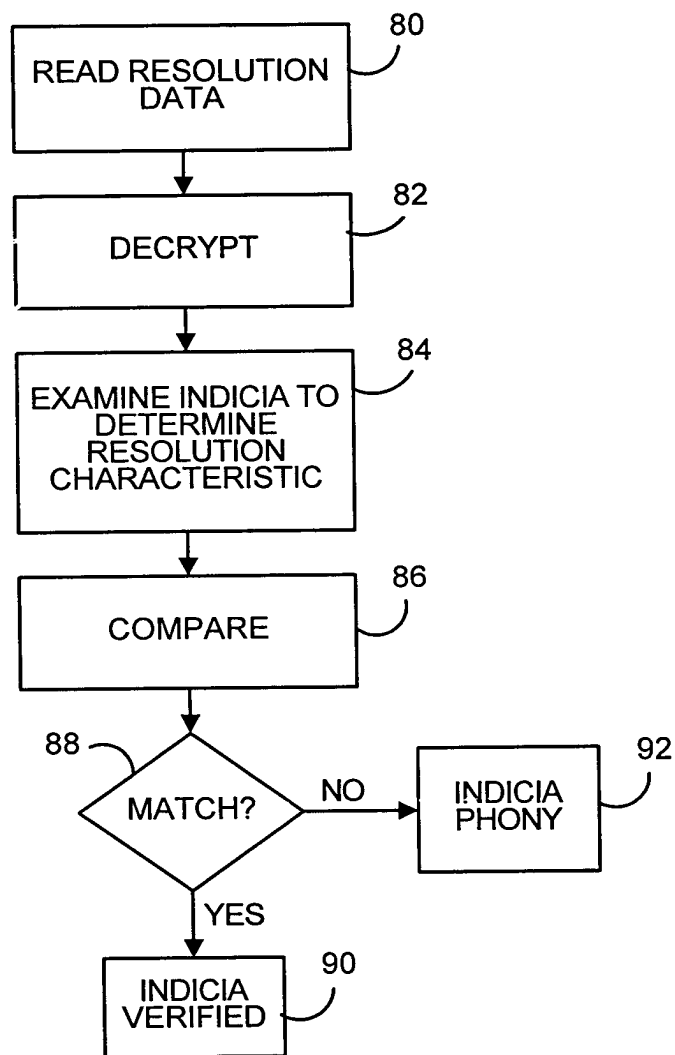 80
READ RESOLUTION
DATA
82
DECRYPT
84
EXAMINE INDICIA TO
DETERMINE
RESOLUTION
CHARACTERISTIC
86
COMPARE
88
MATCH?
NO
92
INDICIA
PHONY
YES
90
INDICIA
VERIFIED